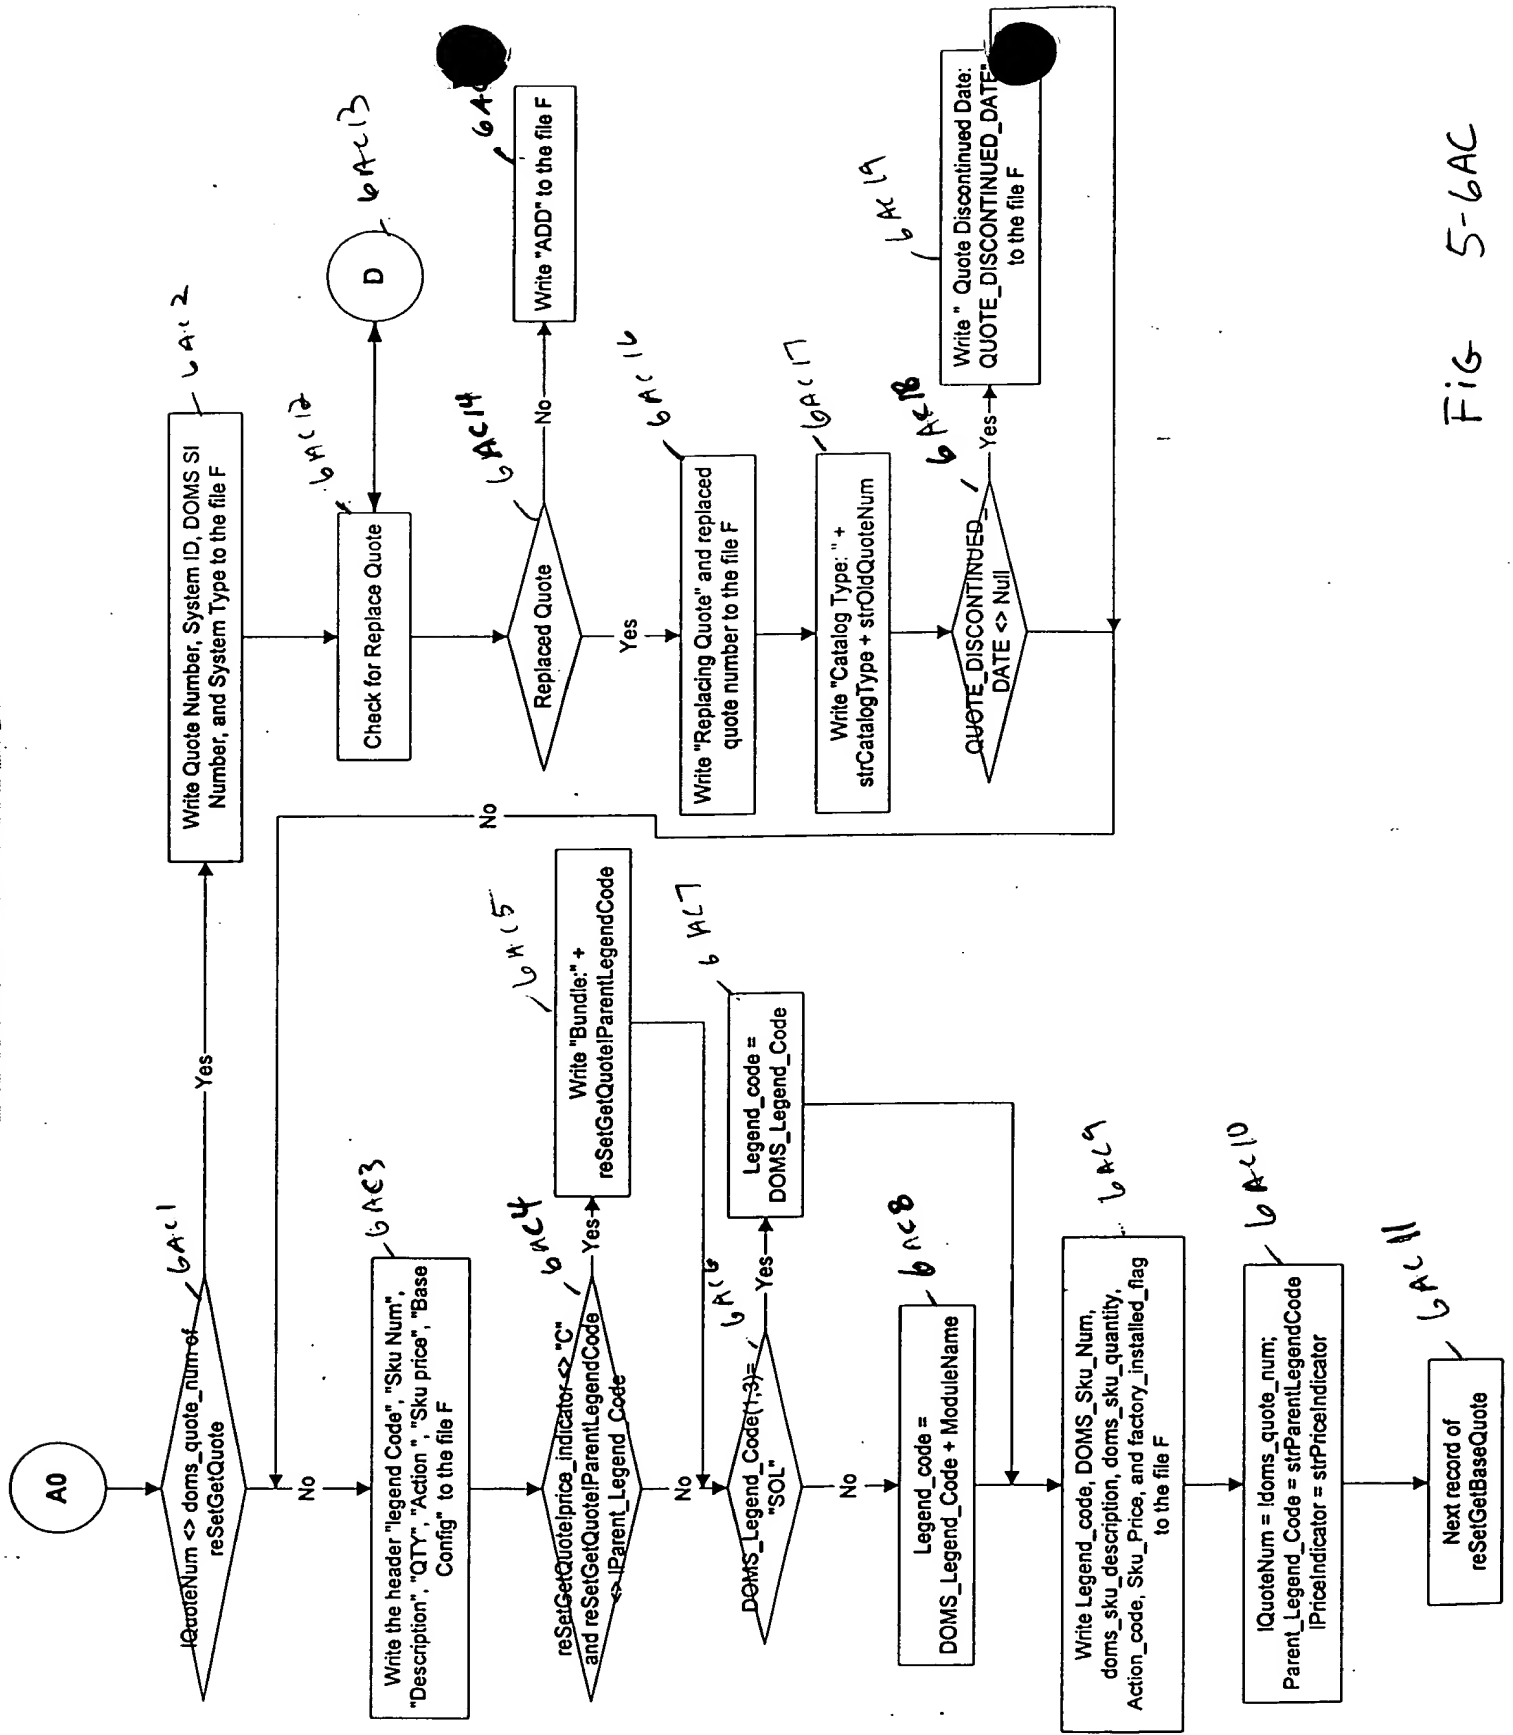 A0
lQuoteNum <> doms_quote_num of
reSetGetQuote
6AC1
Yes
No
Write Quote Number, System ID, DOMS SI
Number, and System Type to the file F
6AC2
Write the header "legend Code", "Sku Num",
"Description", "QTY", "Action ", "Sku price", "Base
Config" to the file F
6AC3
reSetGetQuote!price_indicator <> "C"
and reSetGetQuote!ParentLegendCode
<> lParent_Legend_Code
6AC4
Yes
No
Write "Bundle:" +
reSetGetQuote!ParentLegendCode
6AC5
DOMS_Legend_Code(1,3)=
"SOL"
6AC6
Yes
No
Legend_code =
DOMS_Legend_Code
6AC7
Legend_code =
DOMS_Legend_Code + ModuleName
6AC8
Write Legend_code, DOMS_Sku_Num,
doms_sku_description, doms_sku_quantity,
Action_code, Sku_Price, and factory_installed_flag
to the file F
6AC9
lQuoteNum = ldoms_quote_num;
Parent_Legend_Code = strParentLegendCode
lPriceIndicator = strPriceIndicator
6AC10
Next record of
reSetGetBaseQuote
6AC11
Check for Replace Quote
6AC12
D
6AC13
Replaced Quote
6AC14
No
Yes
Write "ADD" to the file F
6AC
Write "Replacing Quote" and replaced
quote number to the file F
6AC16
Write "Catalog Type: " +
strCatalogType + strOldQuoteNum
6AC17
QUOTE_DISCONTINUED_
DATE <> Null
6AC18
Yes
No
Write " Quote Discontinued Date:
QUOTE_DISCONTINUED_DATE"
to the file F
6AC19
FiG 5-6AC